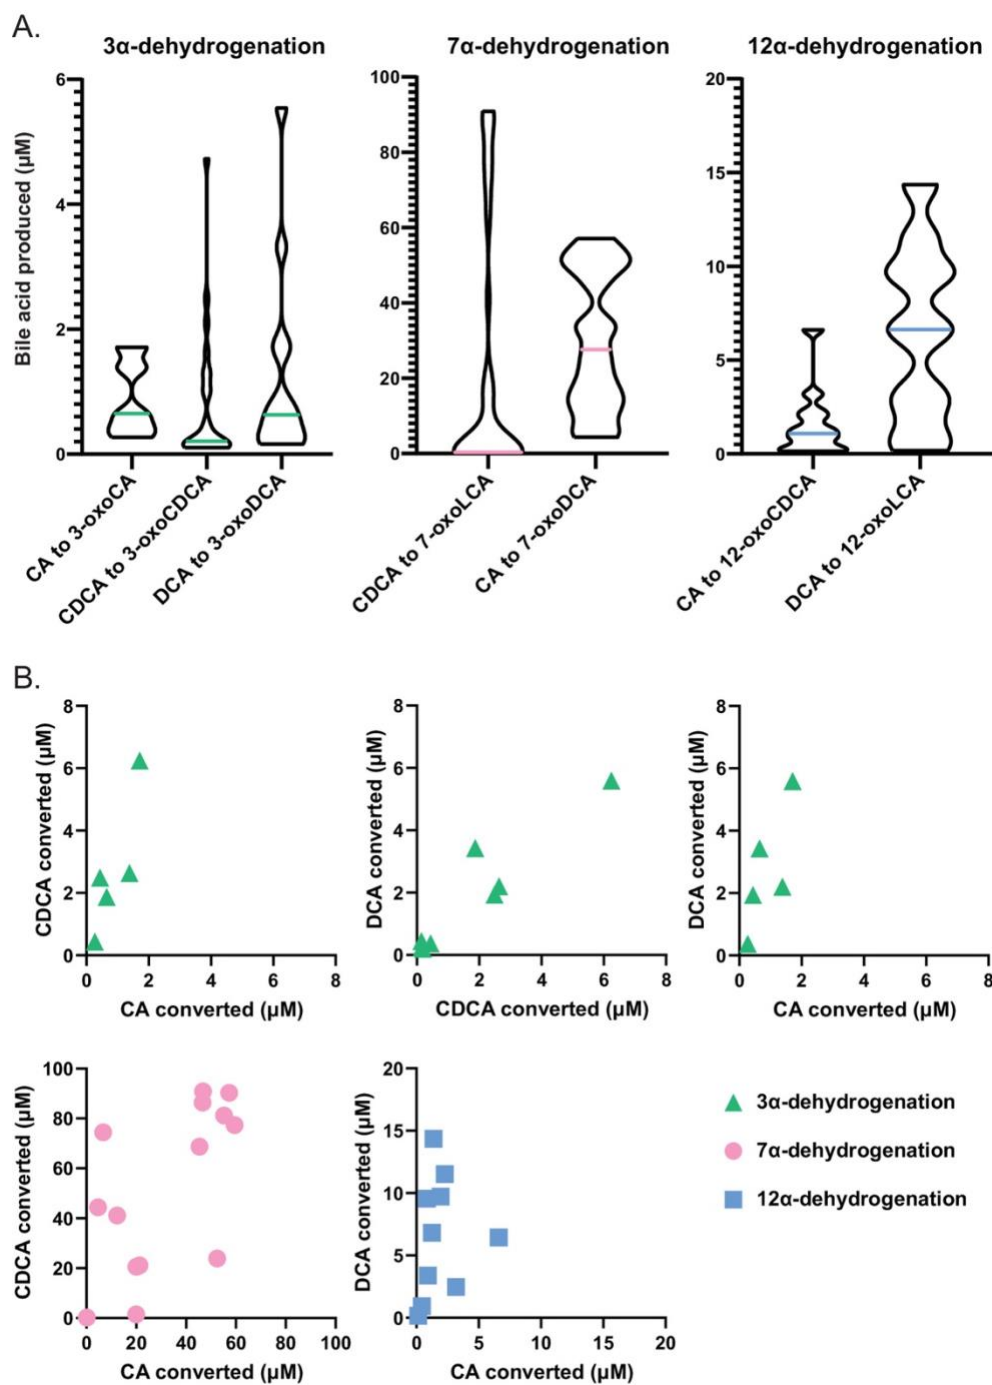 A.
3α-dehydrogenation
7α-dehydrogenation
12α-dehydrogenation
Bile acid produced (μM)
6
4
2
0
100
80
60
40
20
0
20
15
10
5
0
CA to 3-oxoCA
CDCA to 3-oxoCDCA
DCA to 3-oxoDCA
CDCA to 7-oxoLCA
CA to 7-oxoDCA
CA to 12-oxoCDCA
DCA to 12-oxoLCA
B.
CDCA converted (μM)
8
6
4
2
0
0 2 4 6 8
CA converted (μM)
DCA converted (μM)
8
6
4
2
0
0 2 4 6 8
CDCA converted (μM)
DCA converted (μM)
8
6
4
2
0
0 2 4 6 8
CA converted (μM)
CDCA converted (μM)
100
80
60
40
20
0
0 20 40 60 80 100
CA converted (μM)
DCA converted (μM)
20
15
10
5
0
0 5 10 15 20
CA converted (μM)
3α-dehydrogenation
7α-dehydrogenation
12α-dehydrogenation